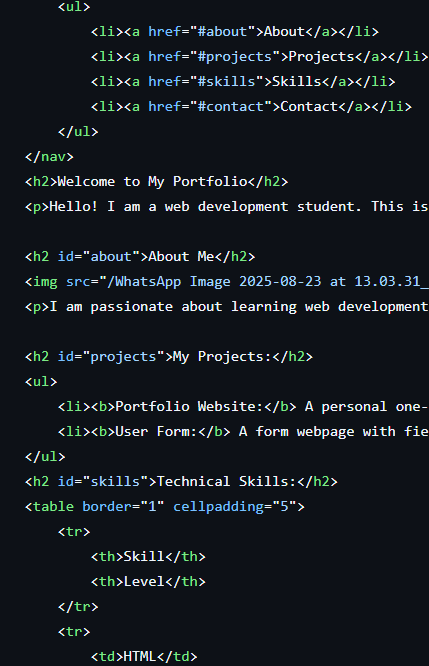 <ul>
<li><a href="#about">About</a></li>
<li><a href="#projects">Projects</a></li>
<li><a href="#skills">Skills</a></li>
<li><a href="#contact">Contact</a></li>
</ul>
</nav>
<h2>Welcome to My Portfolio</h2>
<p>Hello! I am a web development student. This is
<h2 id="about">About Me</h2>
<img src="/WhatsApp Image 2025-08-23 at 13.03.31_
<p>I am passionate about learning web development
<h2 id="projects">My Projects:</h2>
<ul>
<li><b>Portfolio Website:</b> A personal one-
<li><b>User Form:</b> A form webpage with fie
</ul>
<h2 id="skills">Technical Skills:</h2>
<table border="1" cellpadding="5">
<tr>
<th>Skill</th>
<th>Level</th>
</tr>
<tr>
<td>HTML</td>